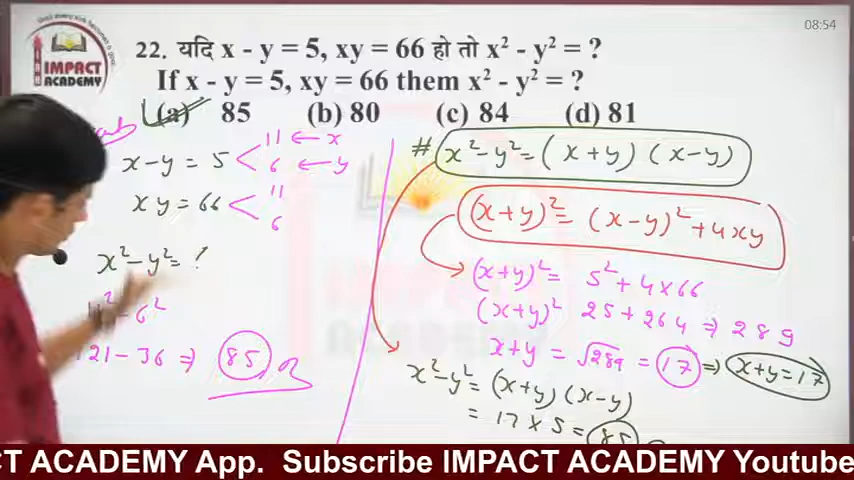 08:54
IMPACT
ACADEMY
22. यदि x - y = 5, xy = 66 हो तो x² - y² = ?
If x - y = 5, xy = 66 them x² - y² = ?
(a) 85 (b) 80 (c) 84 (d) 81
x-y = 5 < 11 ← x
6 ← y
xy = 66 < 11
6
x²-y² = ?
² - 6²
121 - 36 ⇒ 85
# x²-y² = (x+y) (x-y)
(x+y)² = (x-y)² + 4xy
(x+y)² = 5² + 4×66
(x+y)² 25 + 264 ⇒ 289
x+y = √289 = 17 ⇒ x+y = 17
x²-y² = (x+y) (x-y)
= 17 × 5 = 85
CT ACADEMY App. Subscribe IMPACT ACADEMY Youtube